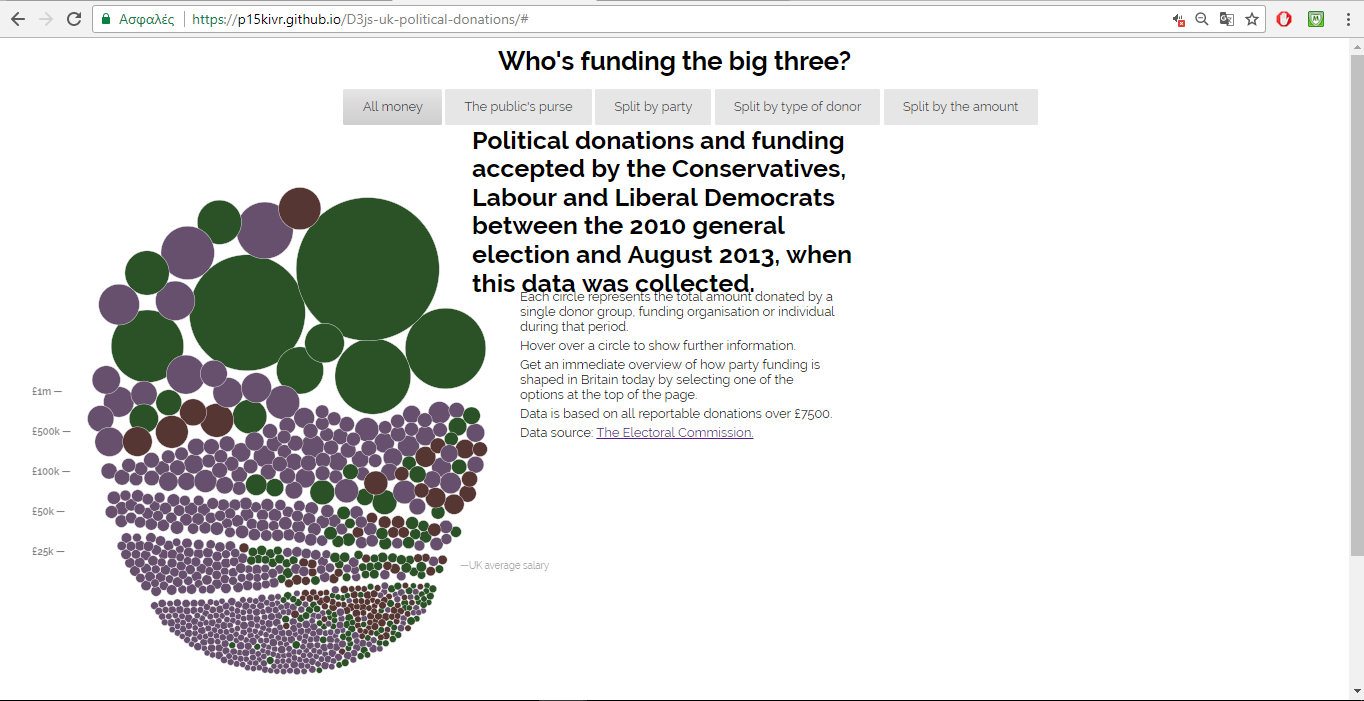 Ασφαλές https://p15kivr.github.io/D3js-uk-political-donations/#
Who's funding the big three?
All money
The public's purse
Split by party
Split by type of donor
Split by the amount
Political donations and funding
accepted by the Conservatives,
Labour and Liberal Democrats
between the 2010 general
election and August 2013, when
this data was collected.
Each circle represents the total amount donated by a
single donor group, funding organisation or individual
during that period.
Hover over a circle to show further information.
Get an immediate overview of how party funding is
shaped in Britain today by selecting one of the
options at the top of the page.
Data is based on all reportable donations over £7500.
Data source: The Electoral Commission.
£1m —
£500k —
£100k —
£50k —
£25k —
—UK average salary